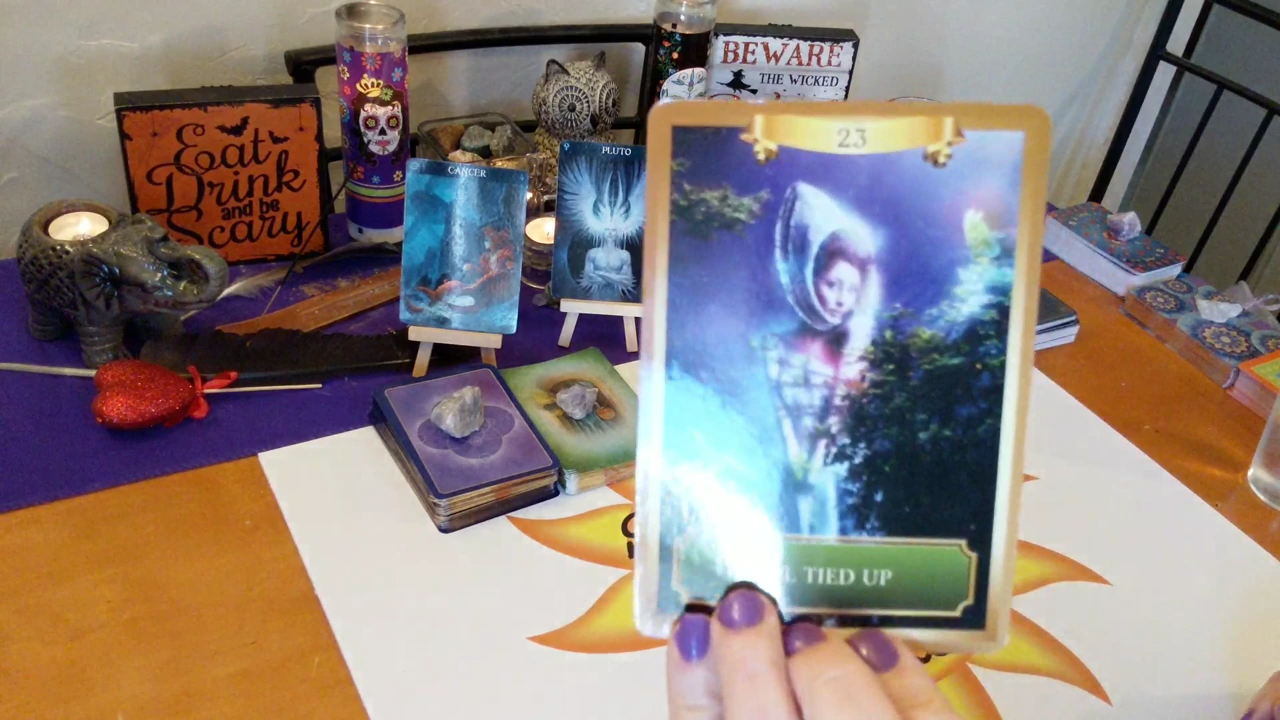 Eat
Drink
and be
Scary
BEWARE
THE WICKED
CANCER
PLUTO
23
L TIED UP